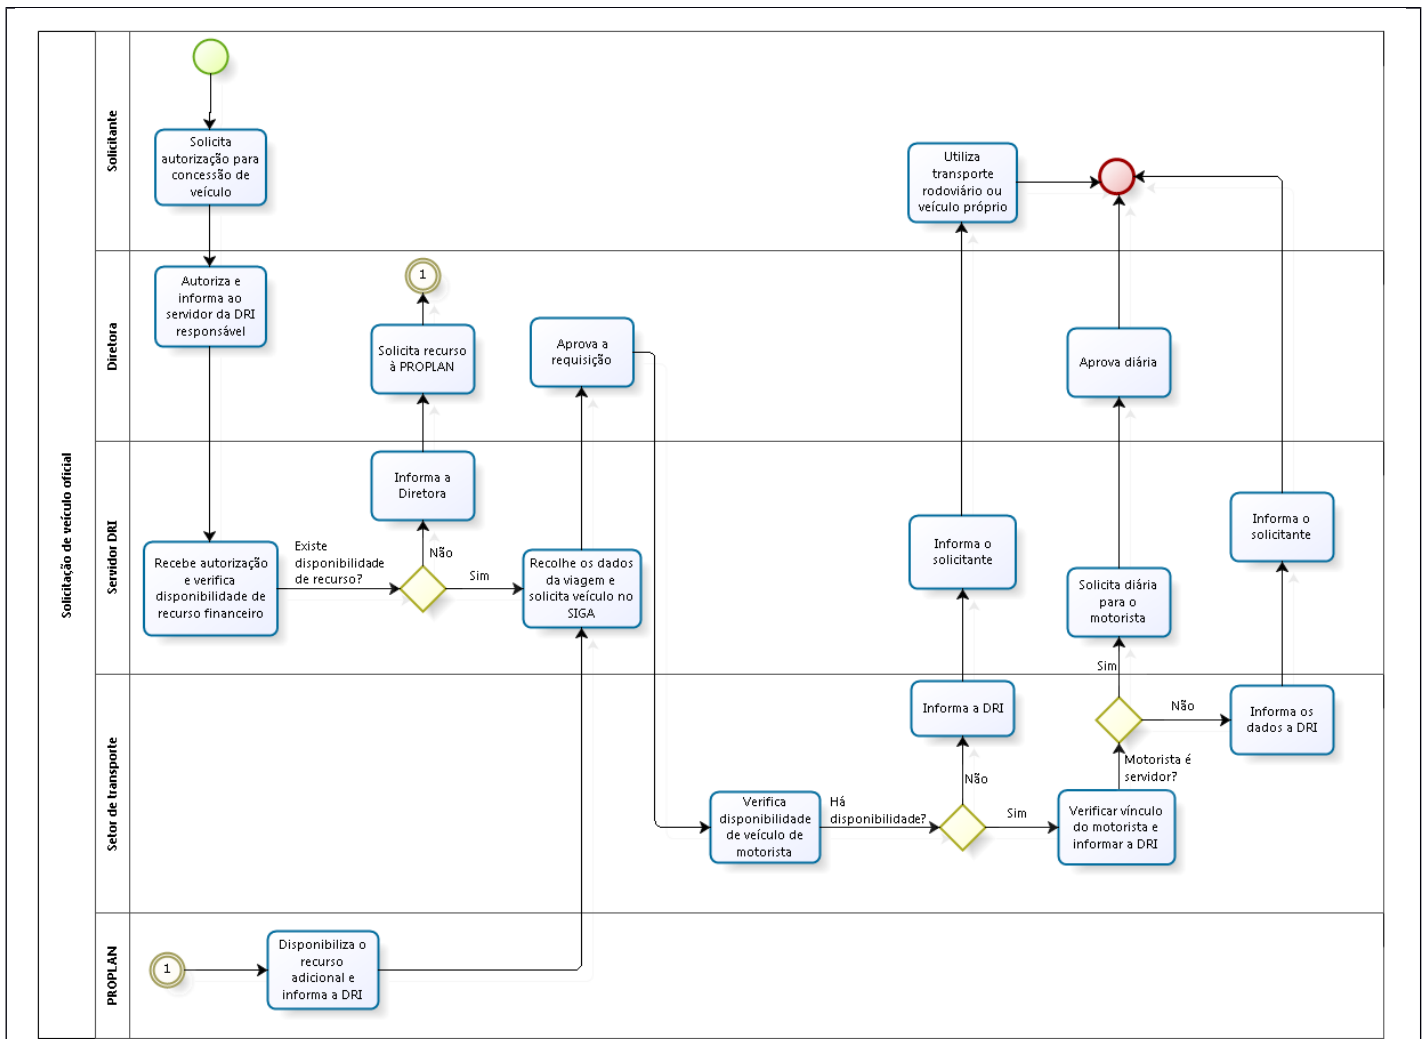 Solicitação de veículo oficial
Solicitante
Solicita
autorização para
concessão de
veículo
Utiliza
transporte
rodoviário ou
veículo próprio
Diretora
Autoriza e
informa ao
servidor da DRI
responsável
1
Solicita recurso
à PROPLAN
Aprova a
requisição
Aprova diária
Servidor DRI
Recebe autorização
e verifica
disponibilidade de
recurso financeiro
Existe
disponibilidade
de recurso?
Informa a
Diretora
Não
Sim
Recolhe os dados
da viagem e
solicita veículo no
SIGA
Informa o
solicitante
Solicita diária
para o
motorista
Informa o
solicitante
Sim
Setor de transporte
Verifica
disponibilidade
de veículo de
motorista
Há
disponibilidade?
Informa a DRI
Não
Sim
Verificar vínculo
do motorista e
informar a DRI
Motorista é
servidor?
Não
Informa os
dados a DRI
PROPLAN
1
Disponibiliza o
recurso
adicional e
informa a DRI